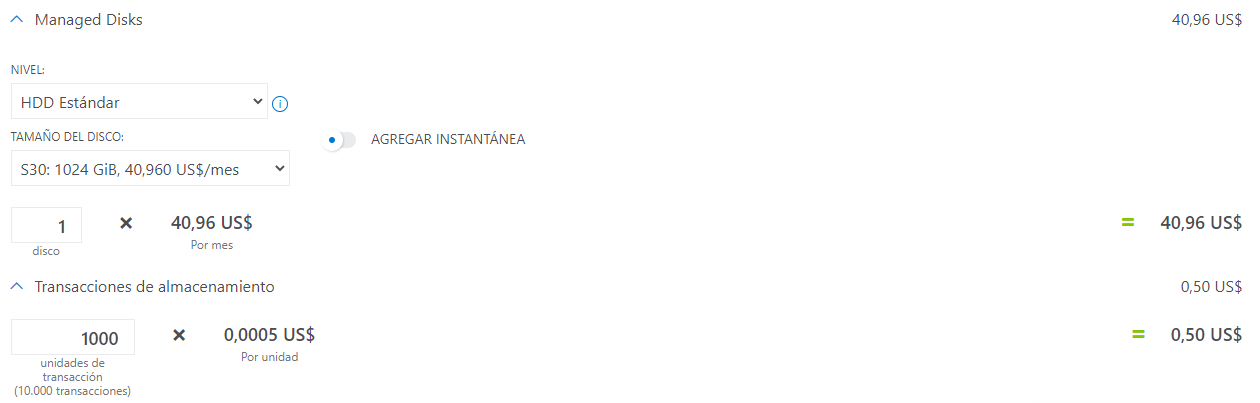 Managed Disks 40,96 US$
NIVEL:
HDD Estándar
TAMAÑO DEL DISCO:
AGREGAR INSTANTÁNEA
S30: 1024 GiB, 40,960 US$/mes
1 × 40,96 US$ = 40,96 US$
disco Por mes
Transacciones de almacenamiento 0,50 US$
1000 × 0,0005 US$ = 0,50 US$
unidades de Por unidad
transacción
(10.000 transacciones)